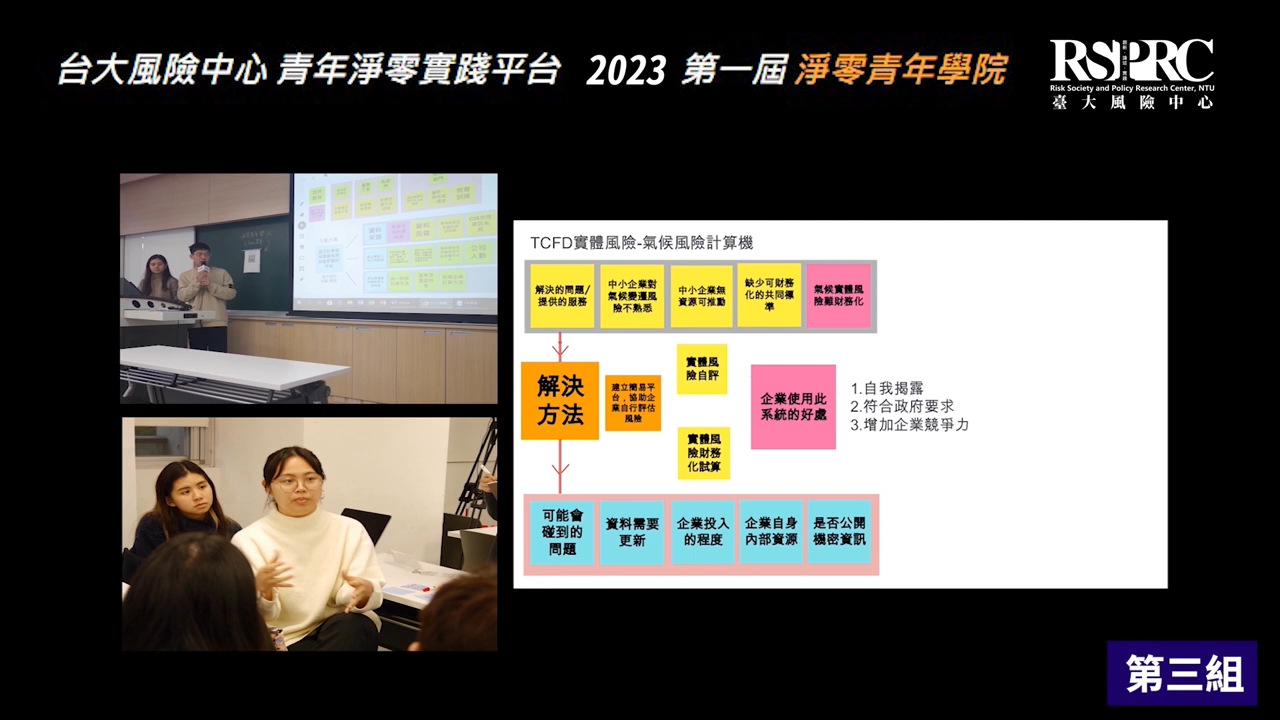 台大風險中心 青年淨零實踐平台 2023 第一屆 淨零青年學院
RSPRC
Risk Society and Policy Research Center, NTU
臺大風險中心
TCFD實體風險-氣候風險計算機
解決的問題/
提供的服務
中小企業對
氣候變遷風
險不熟悉
中小企業無
資源可推動
缺少可財務
化的共同標
準
氣候實體風
險難財務化
解決
方法
建立簡易平
台，協助企
業自行評估
風險
實體風
險自評
實體風
險財務
化試算
企業使用此
系統的好處
1.自我揭露
2.符合政府要求
3.增加企業競爭力
可能會
碰到的
問題
資料需要
更新
企業投入
的程度
企業自身
內部資源
是否公開
機密資訊
第三組